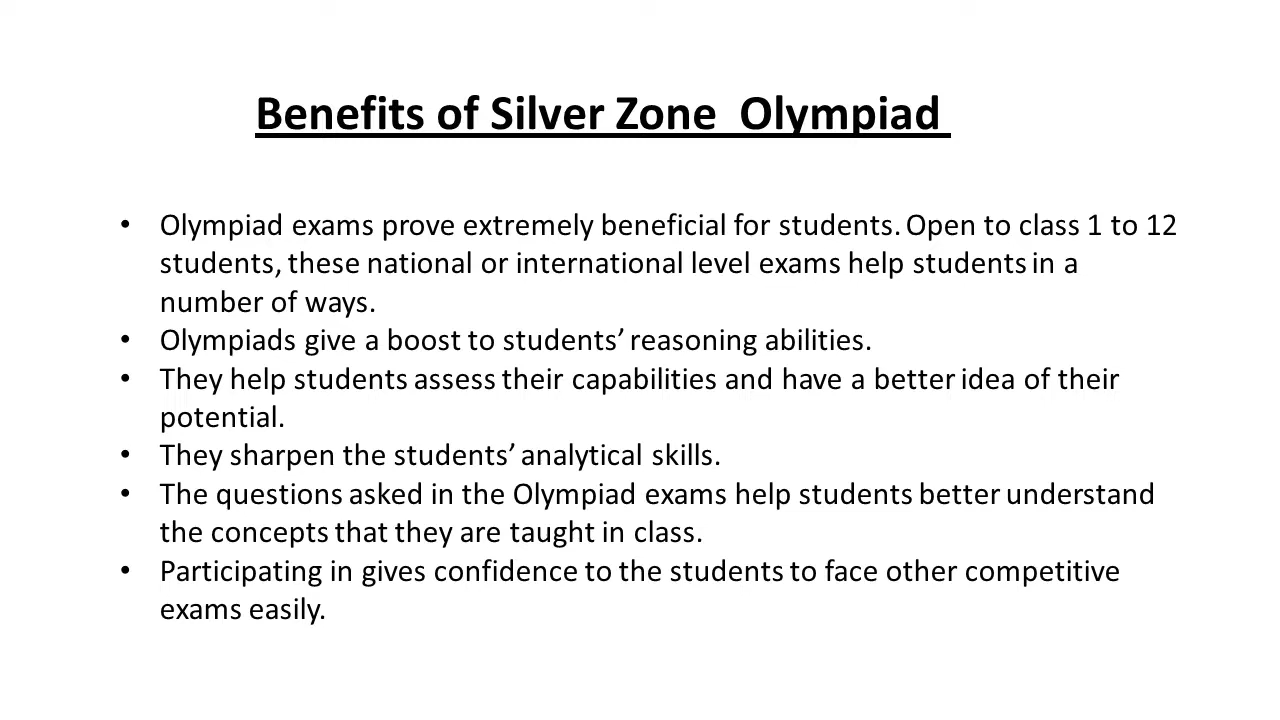 Benefits of Silver Zone  Olympiad
• Olympiad exams prove extremely beneficial for students. Open to class 1 to 12
students, these national or international level exams help students in a
number of ways.
• Olympiads give a boost to students’ reasoning abilities.
• They help students assess their capabilities and have a better idea of their
potential.
• They sharpen the students’ analytical skills.
• The questions asked in the Olympiad exams help students better understand
the concepts that they are taught in class.
• Participating in gives confidence to the students to face other competitive
exams easily.